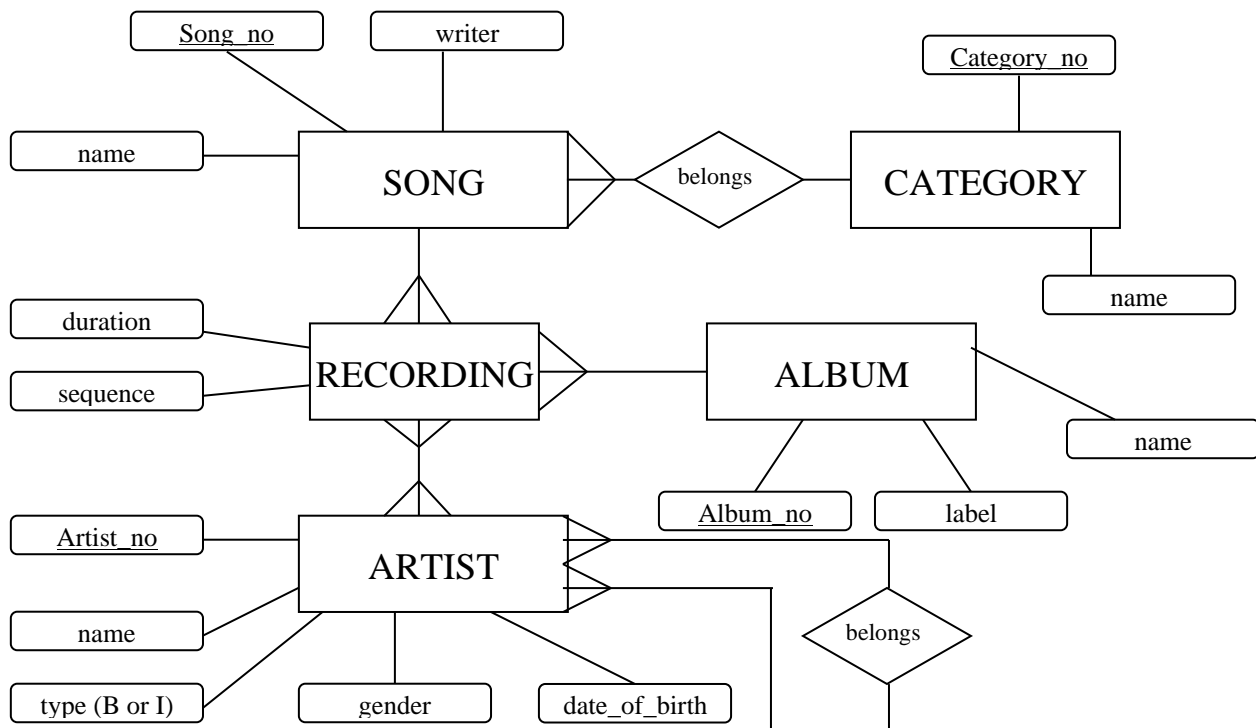 Song_no
writer
Category_no
name
SONG
belongs
CATEGORY
name
duration
RECORDING
ALBUM
sequence
name
Album_no
label
Artist_no
ARTIST
name
belongs
type (B or I)
gender
date_of_birth